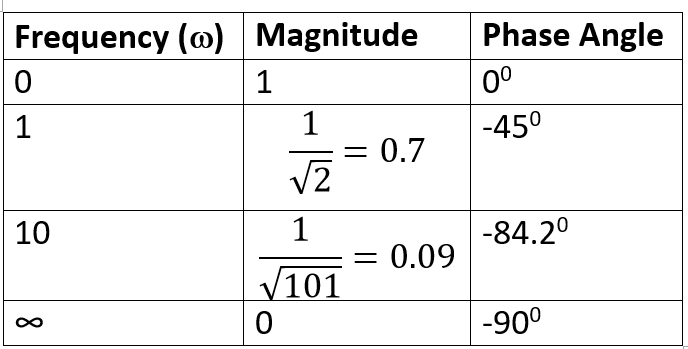 Frequency (ω) Magnitude Phase Angle
0 1 0⁰
1 1/√2 = 0.7 -45⁰
10 1/√101 = 0.09 -84.2⁰
∞ 0 -90⁰